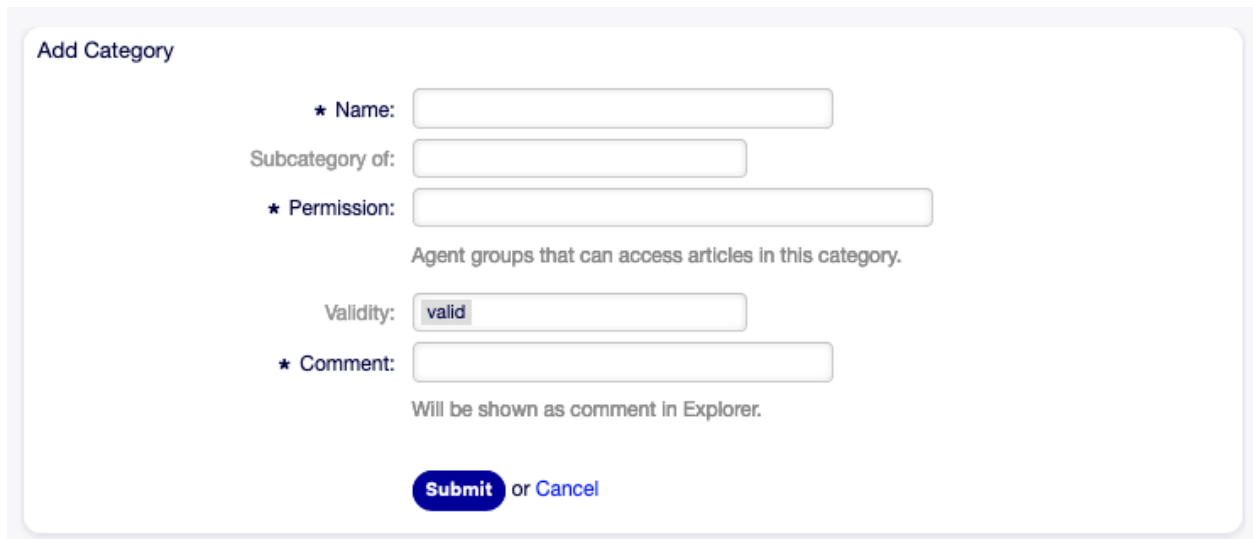 Add Category
* Name:
Subcategory of:
* Permission:
Agent groups that can access articles in this category.
Validity: valid
* Comment:
Will be shown as comment in Explorer.
Submit or Cancel